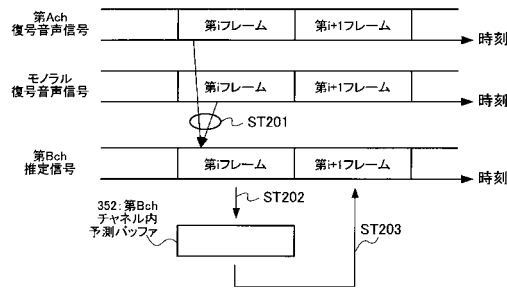 第Ach
復号音声信号
第iフレーム
第i+1フレーム
時刻
モノラル
復号音声信号
第iフレーム
第i+1フレーム
時刻
ST201
第Bch
推定信号
第iフレーム
第i+1フレーム
時刻
ST202
352:第Bch
チャネル内
予測バッファ
ST203